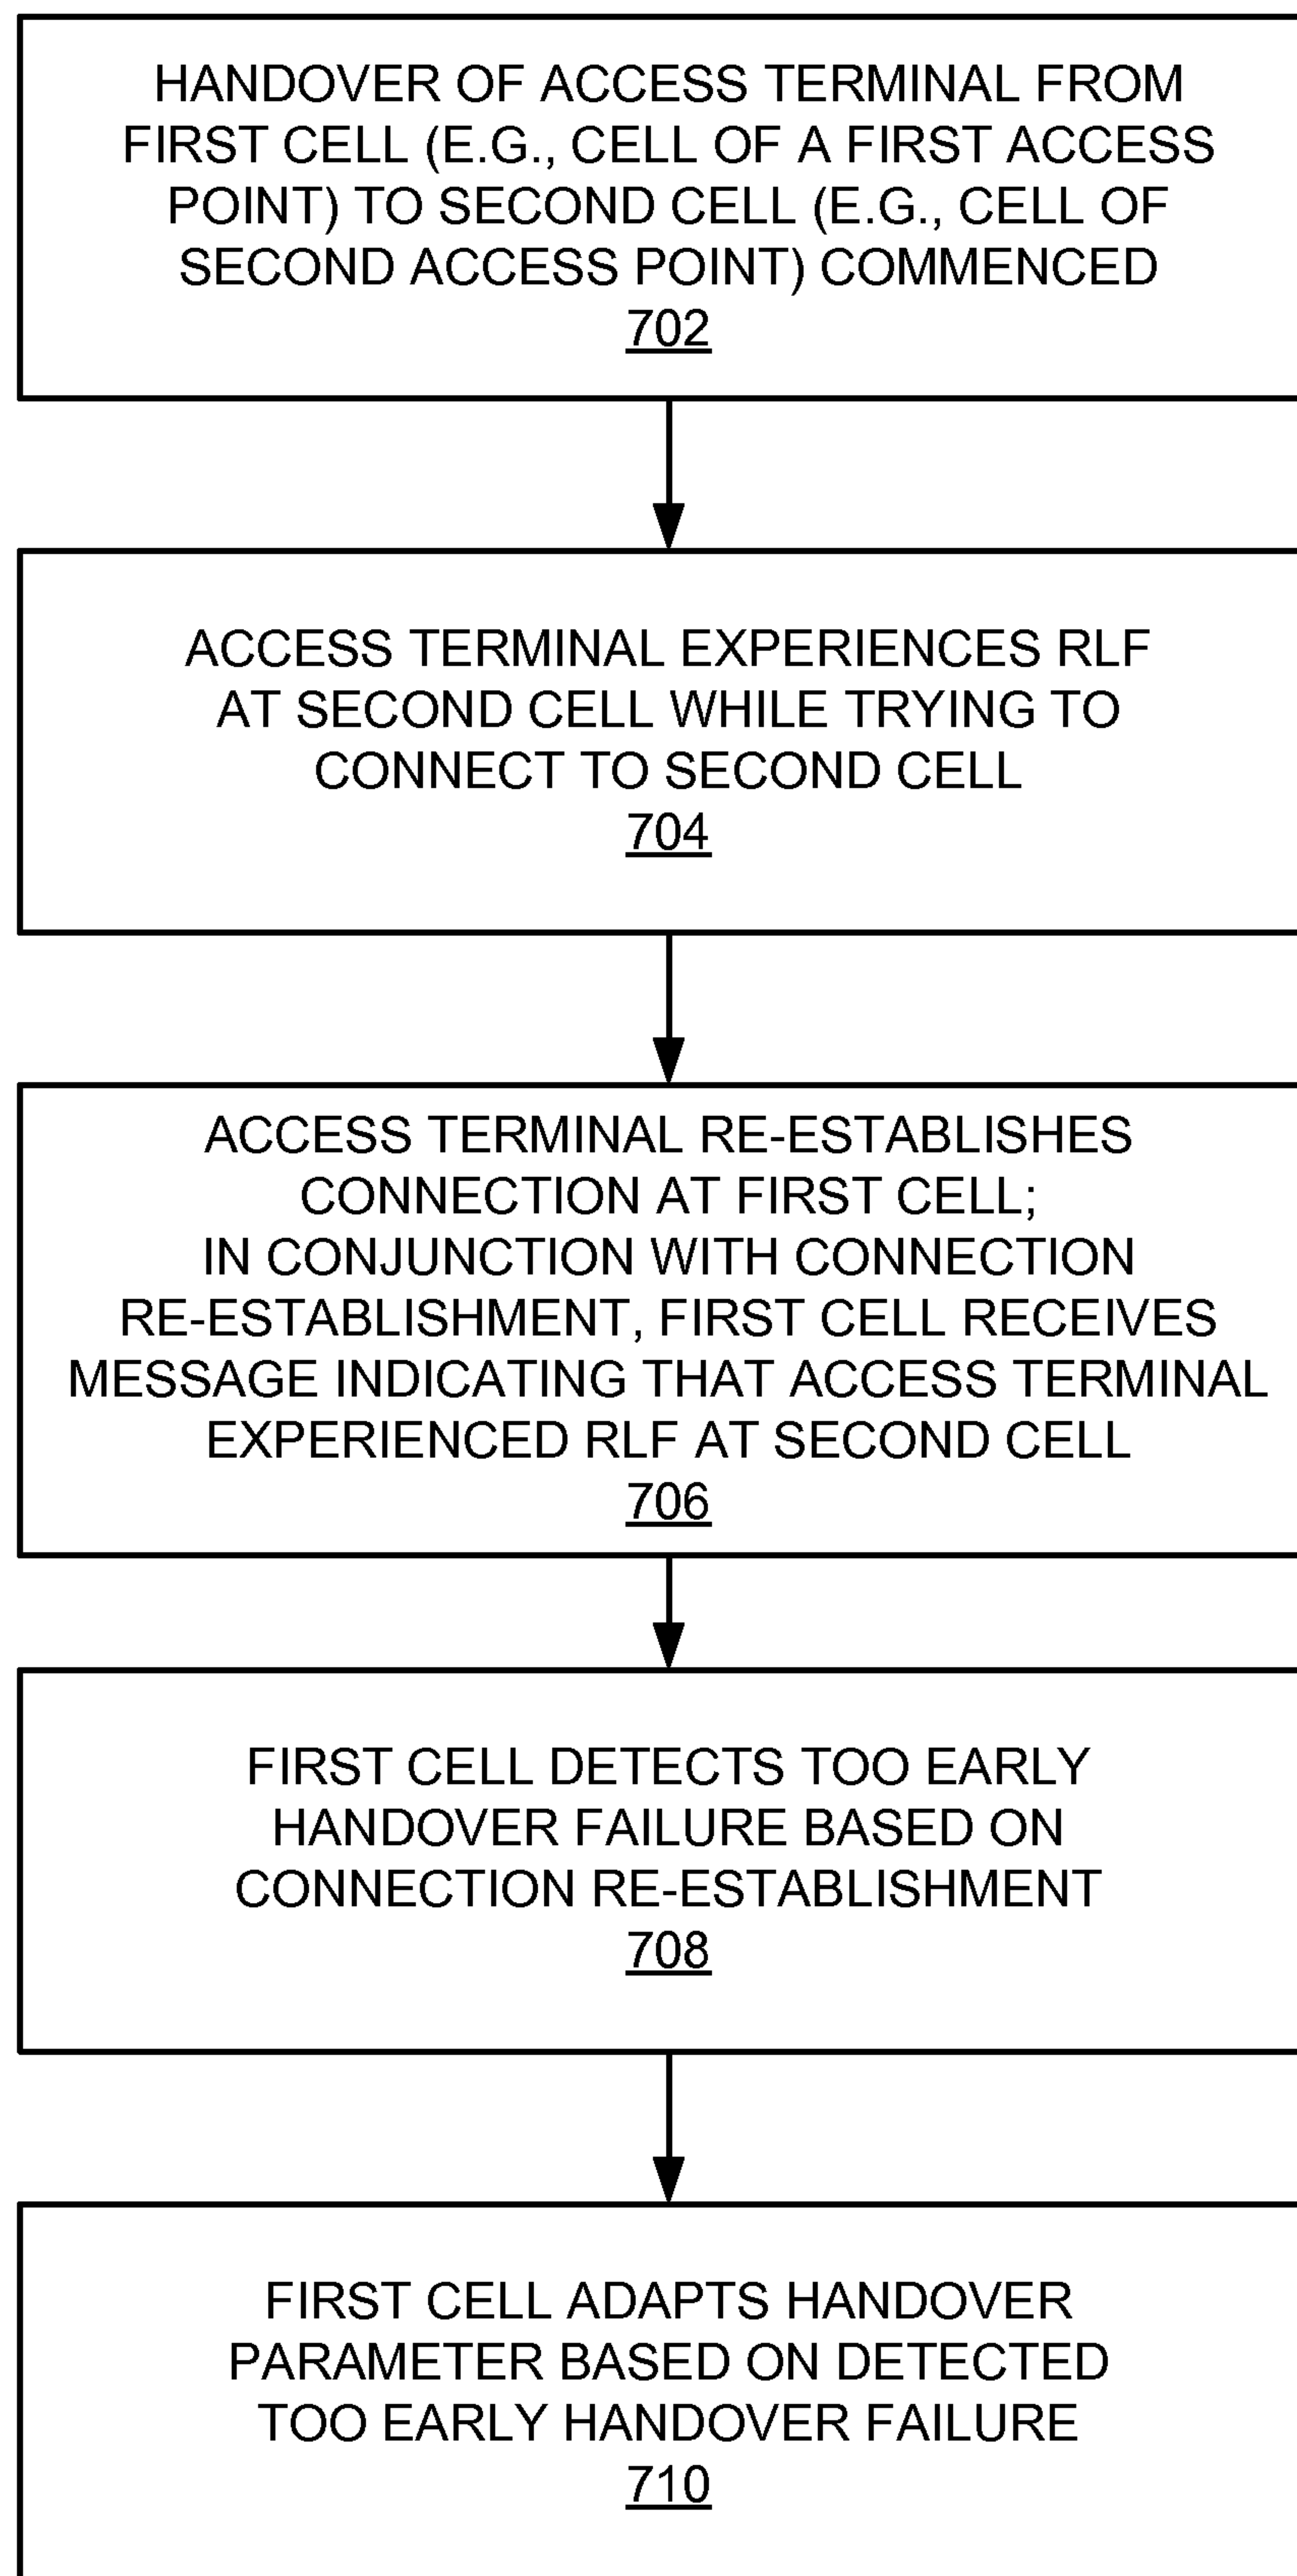 HANDOVER OF ACCESS TERMINAL FROM
FIRST CELL (E.G., CELL OF A FIRST ACCESS
POINT) TO SECOND CELL (E.G., CELL OF
SECOND ACCESS POINT) COMMENCED
702
ACCESS TERMINAL EXPERIENCES RLF
AT SECOND CELL WHILE TRYING TO
CONNECT TO SECOND CELL
704
ACCESS TERMINAL RE-ESTABLISHES
CONNECTION AT FIRST CELL;
IN CONJUNCTION WITH CONNECTION
RE-ESTABLISHMENT, FIRST CELL RECEIVES
MESSAGE INDICATING THAT ACCESS TERMINAL
EXPERIENCED RLF AT SECOND CELL
706
FIRST CELL DETECTS TOO EARLY
HANDOVER FAILURE BASED ON
CONNECTION RE-ESTABLISHMENT
708
FIRST CELL ADAPTS HANDOVER
PARAMETER BASED ON DETECTED
TOO EARLY HANDOVER FAILURE
710